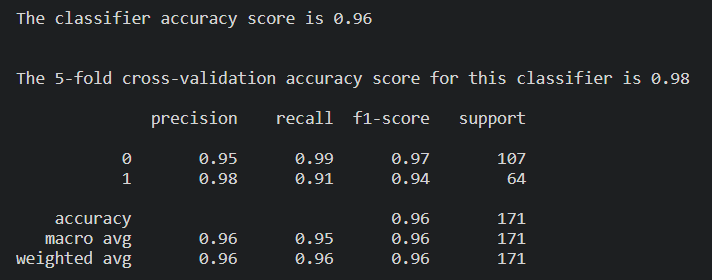 The classifier accuracy score is 0.96
The 5-fold cross-validation accuracy score for this classifier is 0.98
precision recall f1-score support
0 0.95 0.99 0.97 107
1 0.98 0.91 0.94 64
accuracy 0.96 171
macro avg 0.96 0.95 0.96 171
weighted avg 0.96 0.96 0.96 171